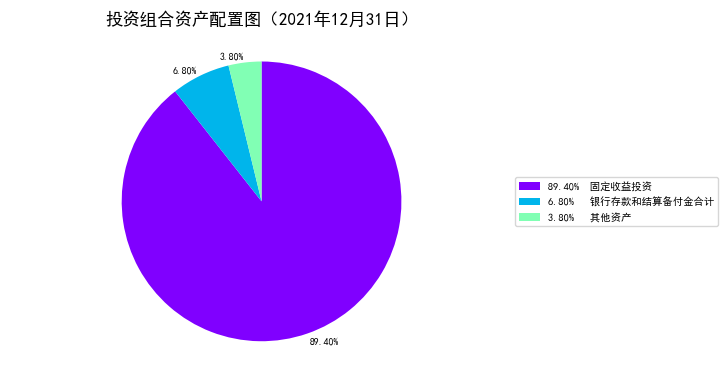 投资组合资产配置图（2021年12月31日）
3.80%
6.80%
89.40% 固定收益投资
6.80% 银行存款和结算备付金合计
3.80% 其他资产
89.40%